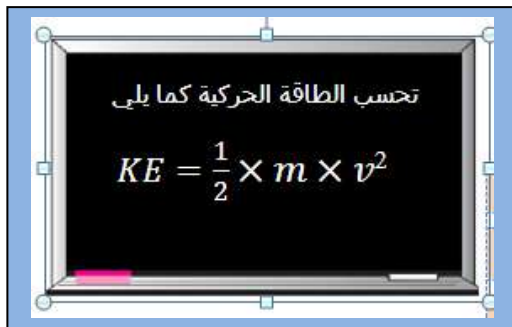 تحسب الطاقة الحركية كما يلي
KE = 1/2 × m × v²